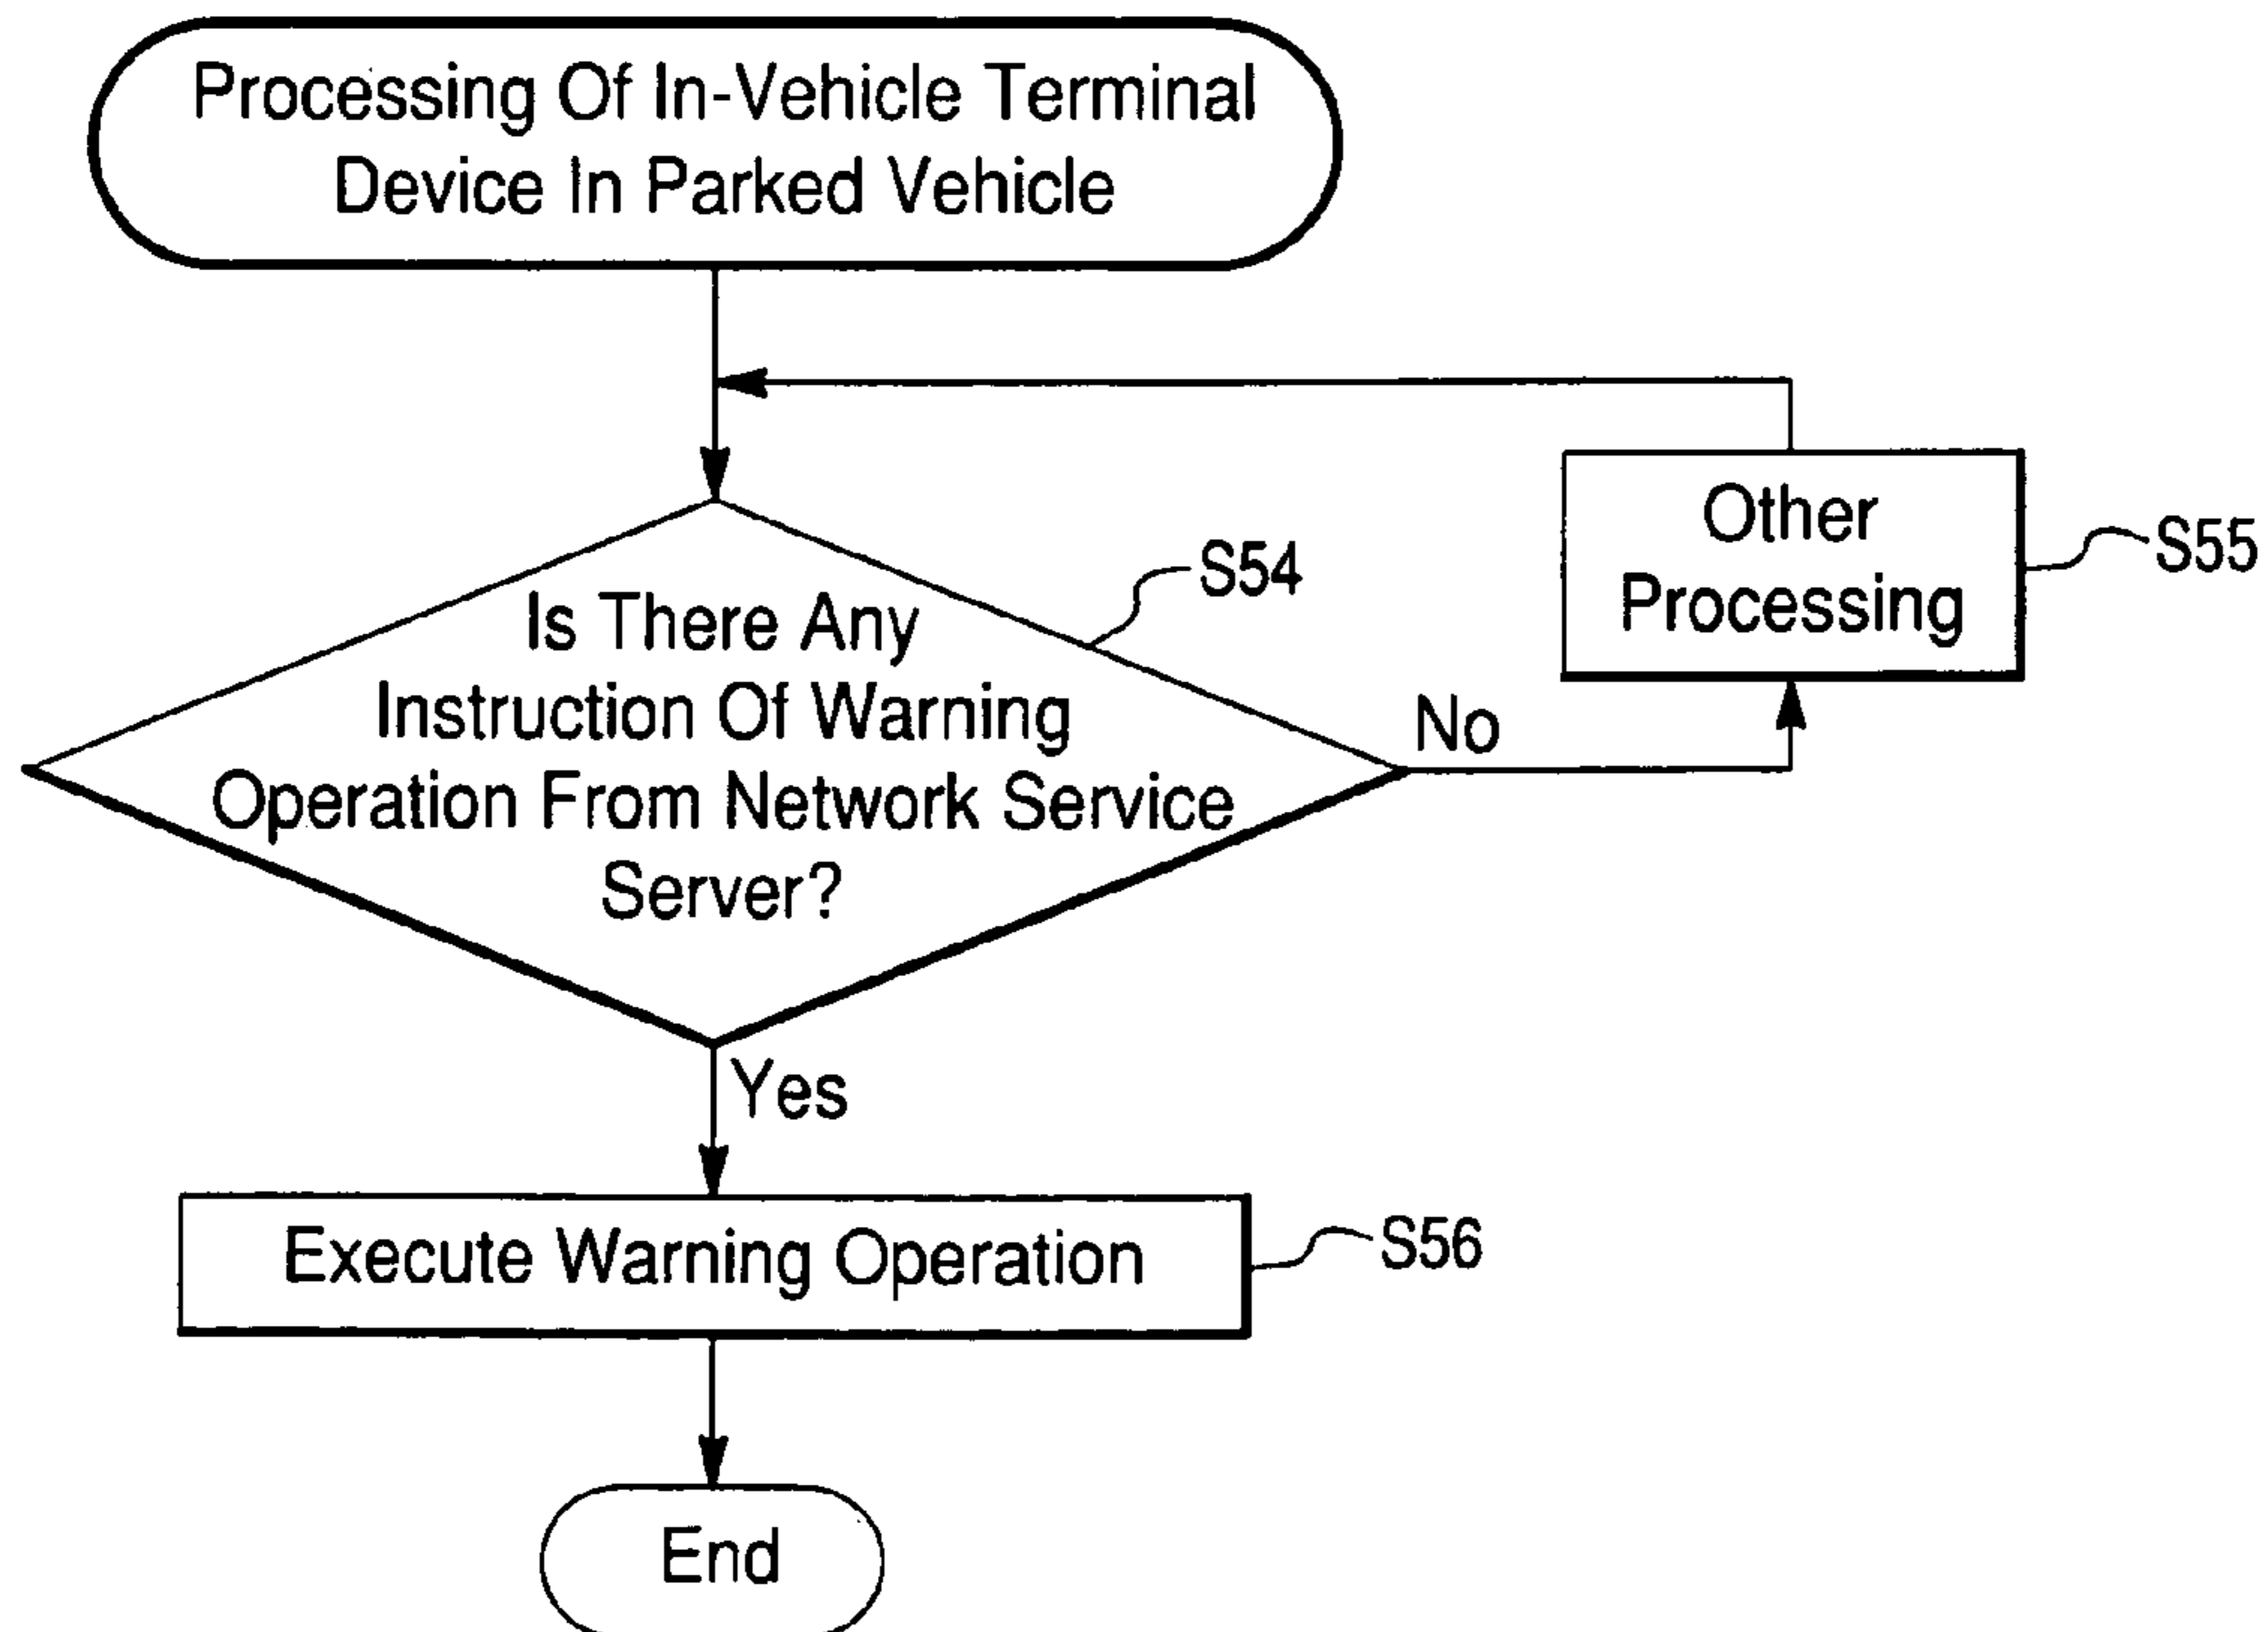 Processing Of In-Vehicle Terminal
Device In Parked Vehicle
Other
Processing
S55
S54
Is There Any
Instruction Of Warning
Operation From Network Service
Server?
No
Yes
Execute Warning Operation
S56
End